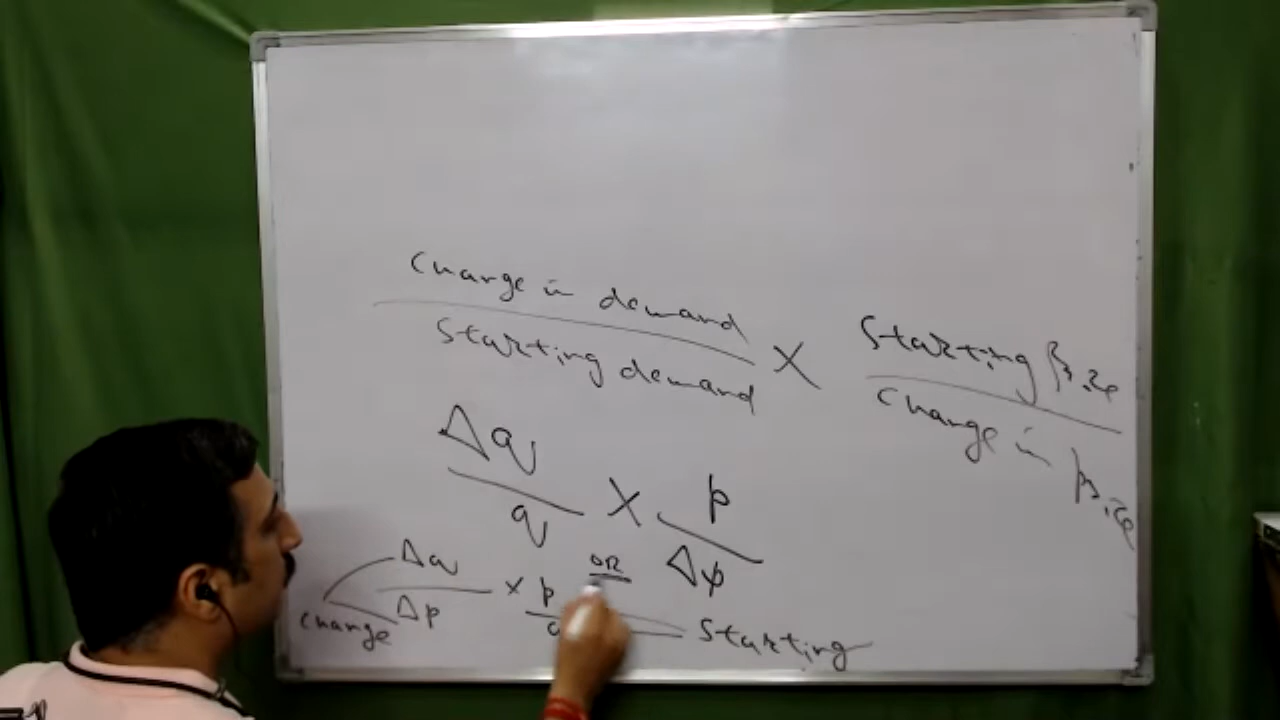 Change in demand
Starting demand
X
Starting price
Change in price
Δq
q
X
p
Δp
OR
Δq
Δp
change
x
p
Starting